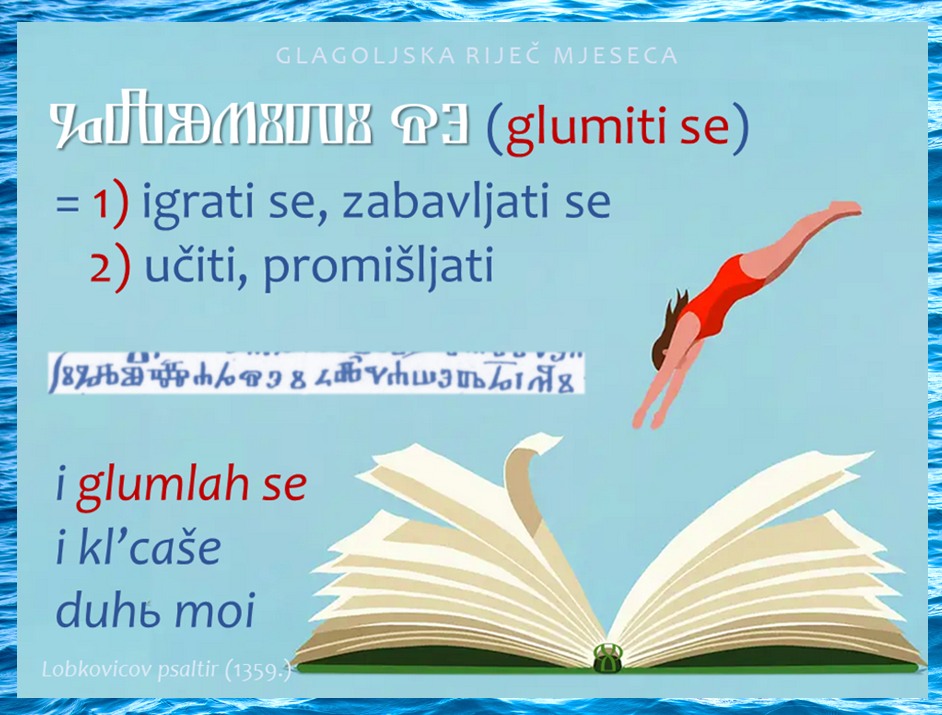 GLAGOLJSKA RIJEČ MJESECA
ⰳⰾⱆⰿⰻⱅⰻ ⱄⰵ (glumiti se)
= 1) igrati se, zabavljati se
2) učiti, promišljati
i glumlah se
i kl’caše
duhь moi
Lobkovicov psaltir (1359.)